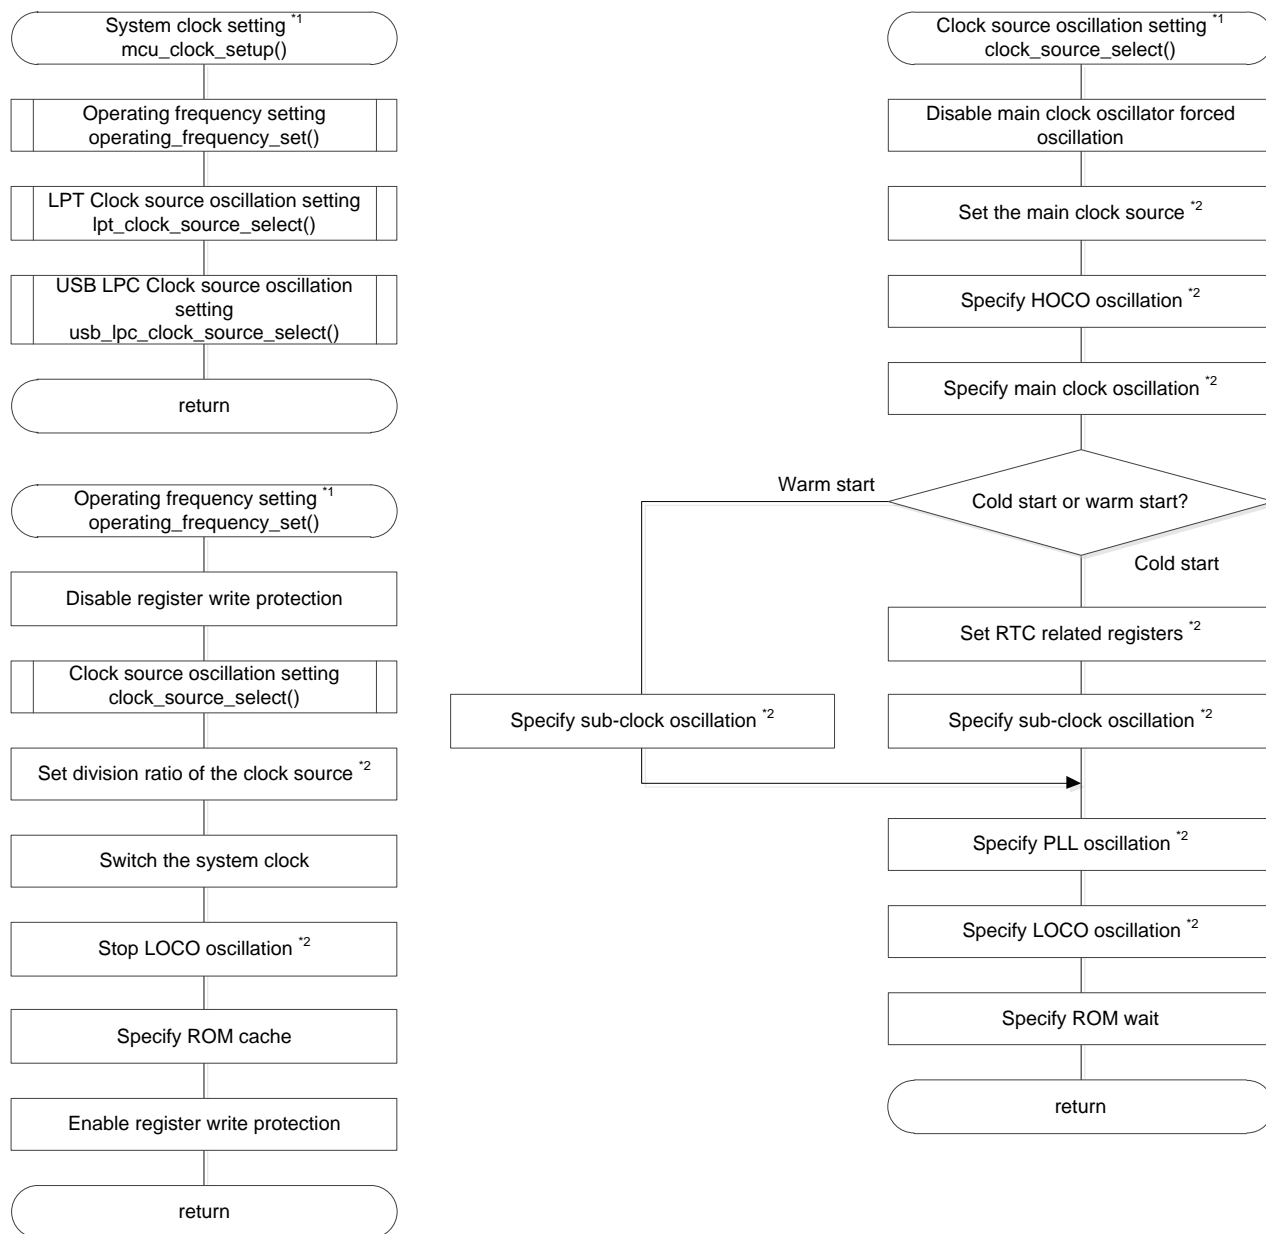 System clock setting *1
mcu_clock_setup()
Operating frequency setting
operating_frequency_set()
LPT Clock source oscillation setting
lpt_clock_source_select()
USB LPC Clock source oscillation
setting
usb_lpc_clock_source_select()
return
Operating frequency setting *1
operating_frequency_set()
Disable register write protection
Clock source oscillation setting
clock_source_select()
Set division ratio of the clock source *2
Switch the system clock
Stop LOCO oscillation *2
Specify ROM cache
Enable register write protection
return
Clock source oscillation setting *1
clock_source_select()
Disable main clock oscillator forced
oscillation
Set the main clock source *2
Specify HOCO oscillation *2
Specify main clock oscillation *2
Cold start or warm start?
Warm start
Cold start
Set RTC related registers *2
Specify sub-clock oscillation *2
Specify sub-clock oscillation *2
Specify PLL oscillation *2
Specify LOCO oscillation *2
Specify ROM wait
return